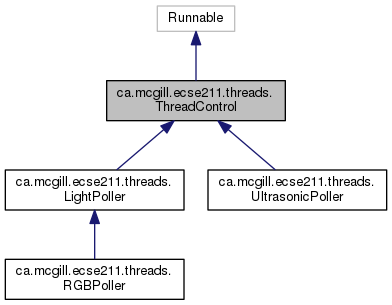 Runnable
ca.mcgill.ecse211.threads.
ThreadControl
ca.mcgill.ecse211.threads.
LightPoller
ca.mcgill.ecse211.threads.
UltrasonicPoller
ca.mcgill.ecse211.threads.
RGBPoller